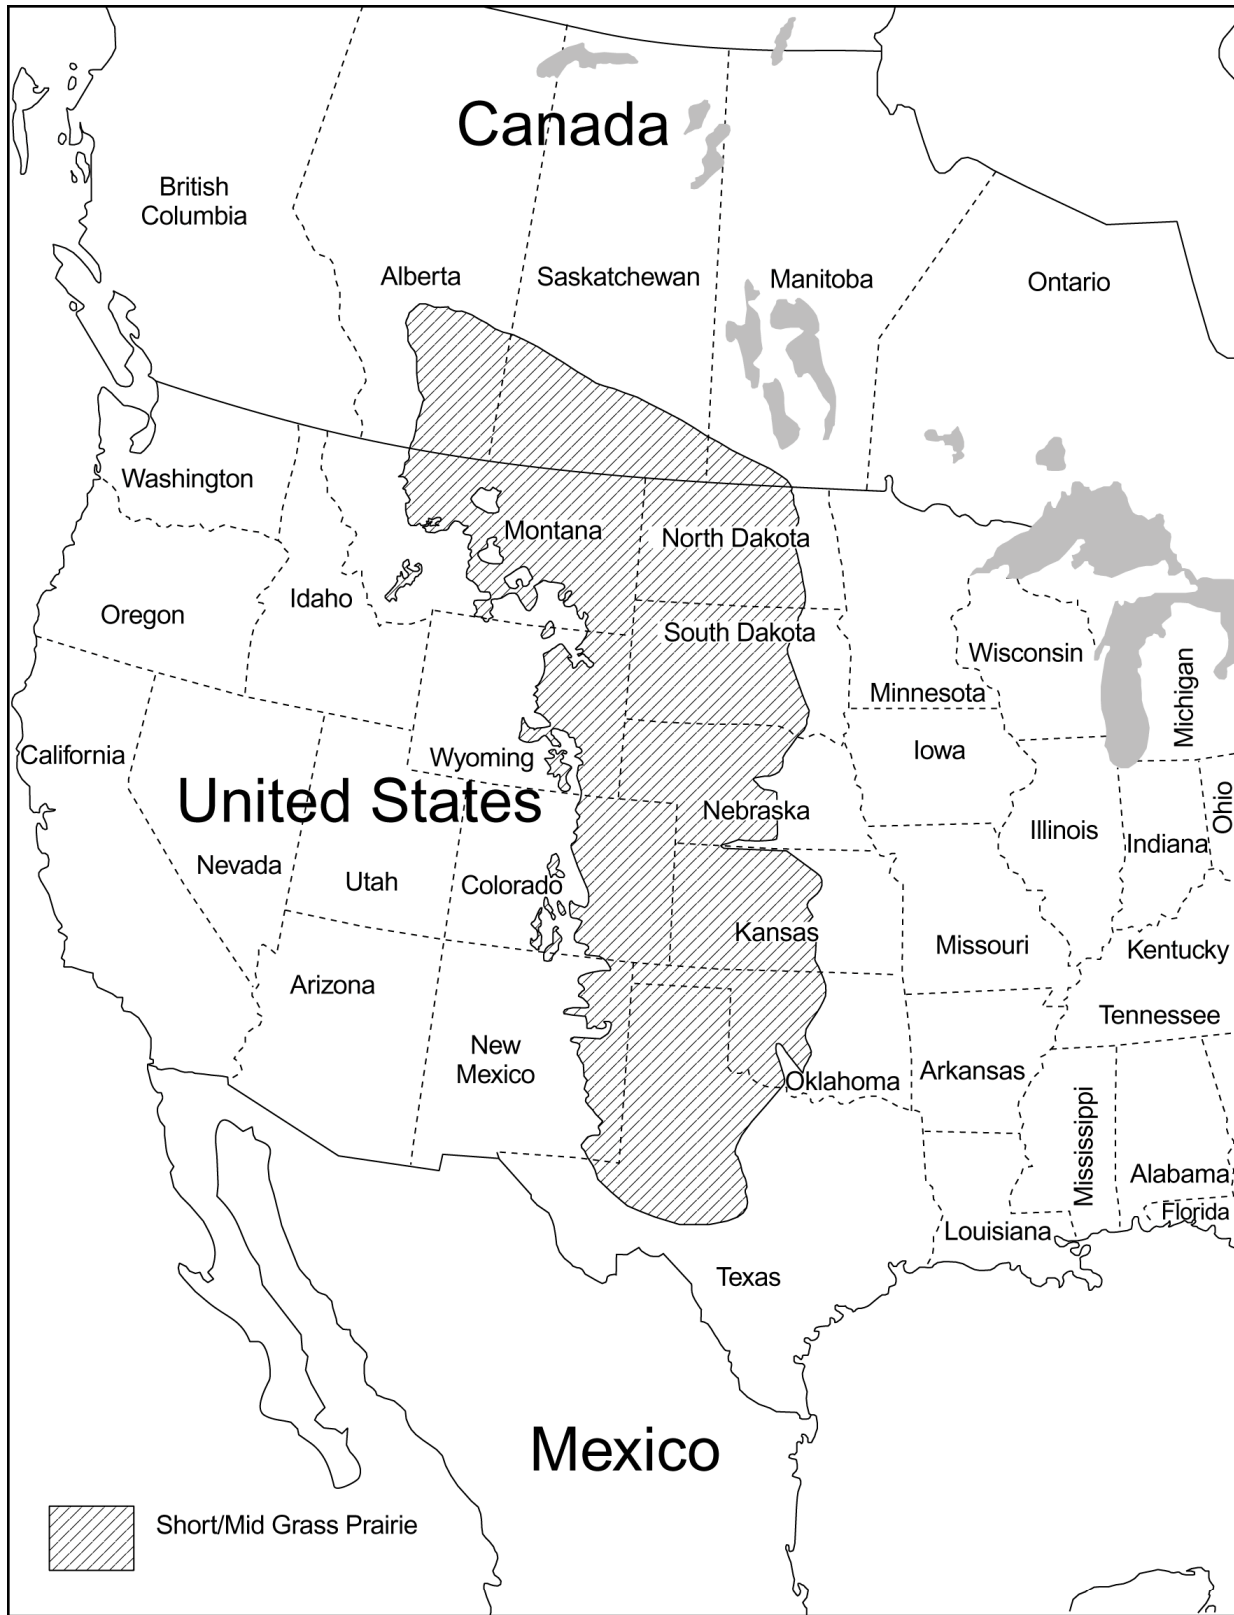 Canada
British
Columbia
Alberta
Saskatchewan
Manitoba
Ontario
Washington
Montana
North Dakota
Idaho
Oregon
South Dakota
Wisconsin
Minnesota
Michigan
California
Wyoming
Iowa
United States
Nebraska
Ohio
Illinois
Indiana
Nevada
Utah
Colorado
Kansas
Missouri
Kentucky
Arizona
Tennessee
New
Mexico
Oklahoma
Arkansas
Mississippi
Alabama
Florida
Louisiana
Texas
Mexico
Short/Mid Grass Prairie